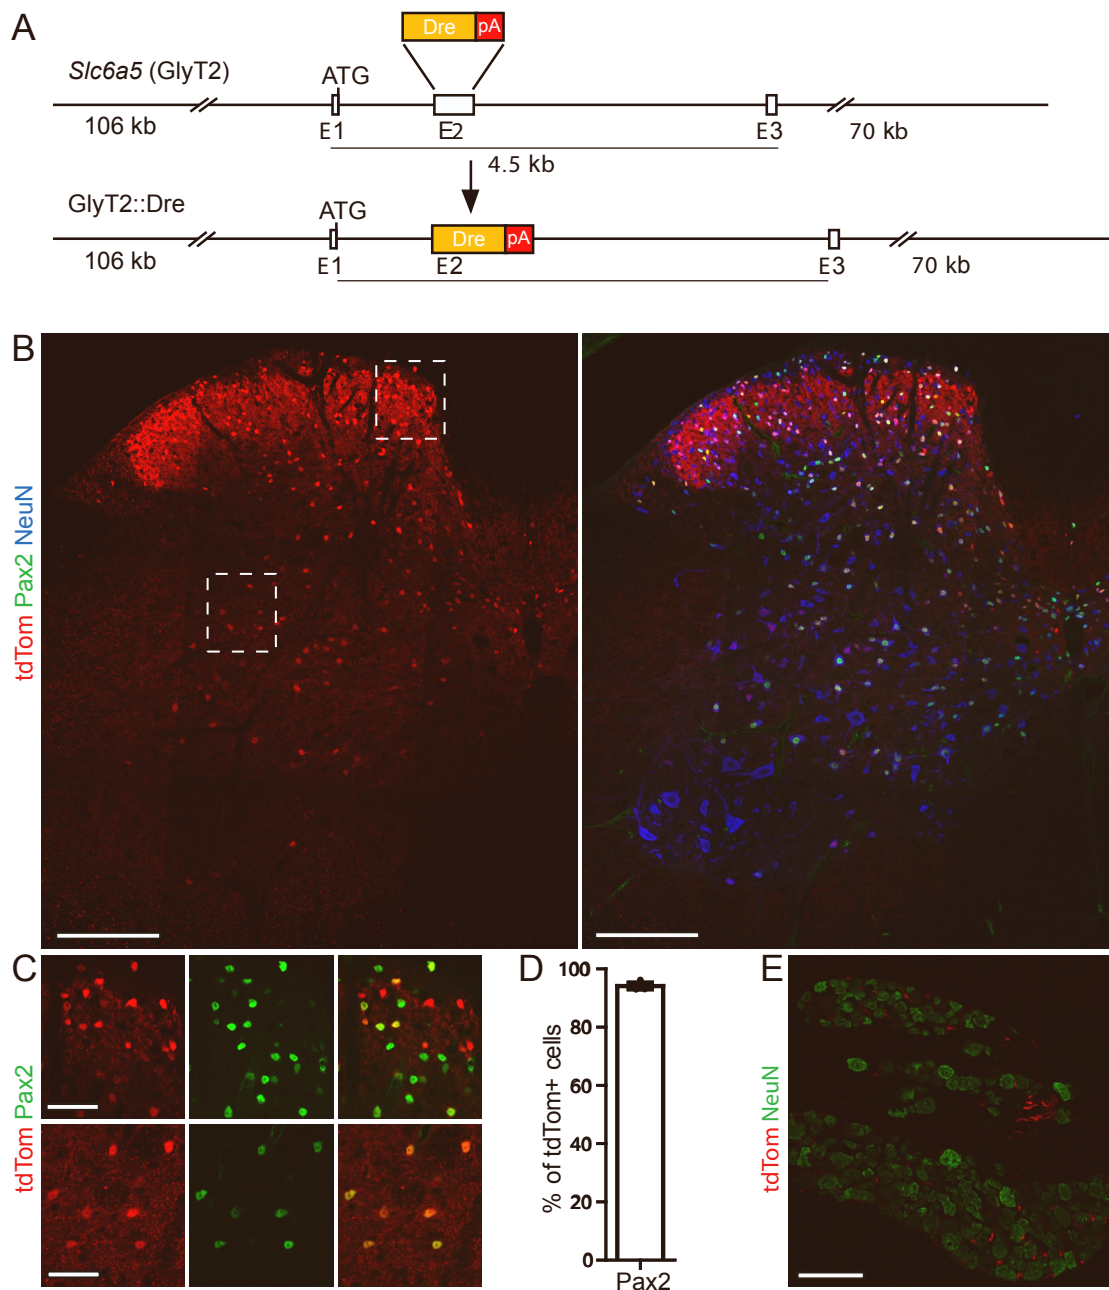 A
Dre pA
Slc6a5 (GlyT2)
ATG
106 kb
E1
E2
E3
70 kb
4.5 kb
GlyT2::Dre
ATG
Dre pA
106 kb
E1
E2
E3
70 kb
B
tdTom Pax2 NeuN
C
tdTom Pax2
D
% of tdTom+ cells
100
80
60
40
20
0
Pax2
E
tdTom NeuN